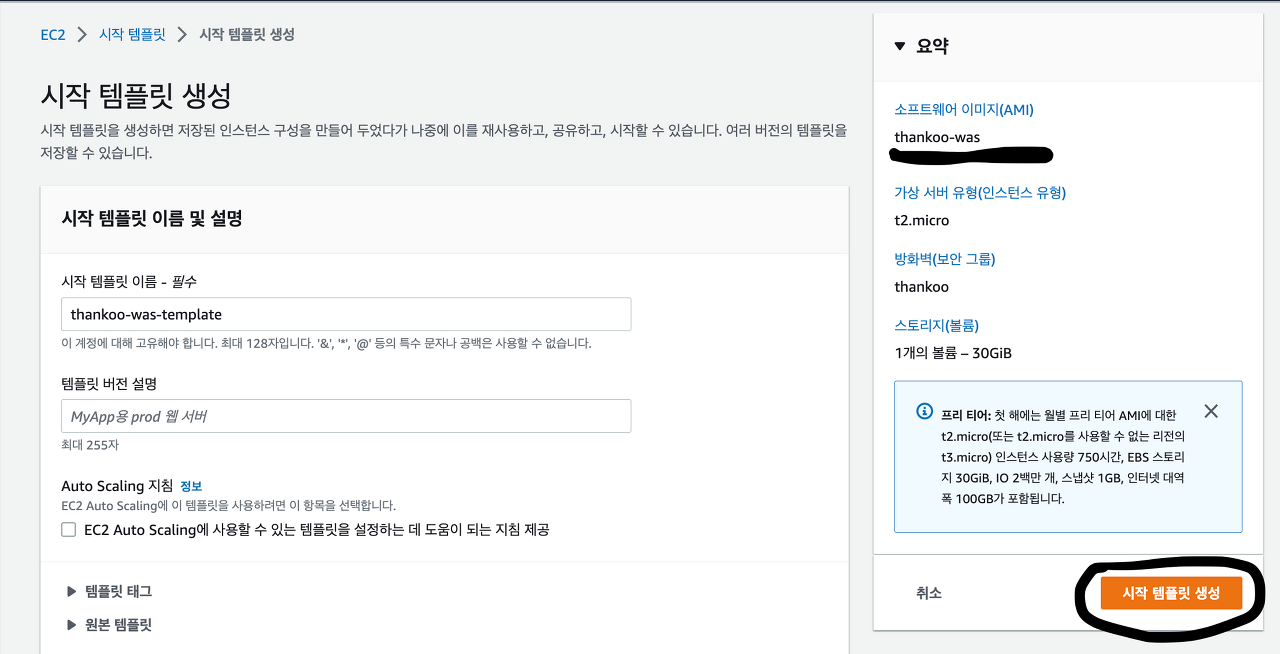 EC2 > 시작 템플릿 > 시작 템플릿 생성
시작 템플릿 생성
시작 템플릿을 생성하면 저장된 인스턴스 구성을 만들어 두었다가 나중에 이를 재사용하고, 공유하고, 시작할 수 있습니다. 여러 버전의 템플릿을
저장할 수 있습니다.
시작 템플릿 이름 및 설명
시작 템플릿 이름 - 필수
thankoo-was-template
이 계정에 대해 고유해야 합니다. 최대 128자입니다. '&', '*', '@' 등의 특수 문자나 공백은 사용할 수 없습니다.
템플릿 버전 설명
MyApp용 prod 웹 서버
최대 255자
Auto Scaling 지침 정보
EC2 Auto Scaling에 이 템플릿을 사용하려면 이 항목을 선택합니다.
EC2 Auto Scaling에 사용할 수 있는 템플릿을 설정하는 데 도움이 되는 지침 제공
템플릿 태그
원본 템플릿
요약
소프트웨어 이미지(AMI)
thankoo-was
가상 서버 유형(인스턴스 유형)
t2.micro
방화벽(보안 그룹)
thankoo
스토리지(볼륨)
1개의 볼륨 – 30GiB
프리 티어: 첫 해에는 월별 프리 티어 AMI에 대한
t2.micro(또는 t2.micro를 사용할 수 없는 리전의
t3.micro) 인스턴스 사용량 750시간, EBS 스토리
지 30GiB, IO 2백만 개, 스냅샷 1GB, 인터넷 대역
폭 100GB가 포함됩니다.
취소
시작 템플릿 생성